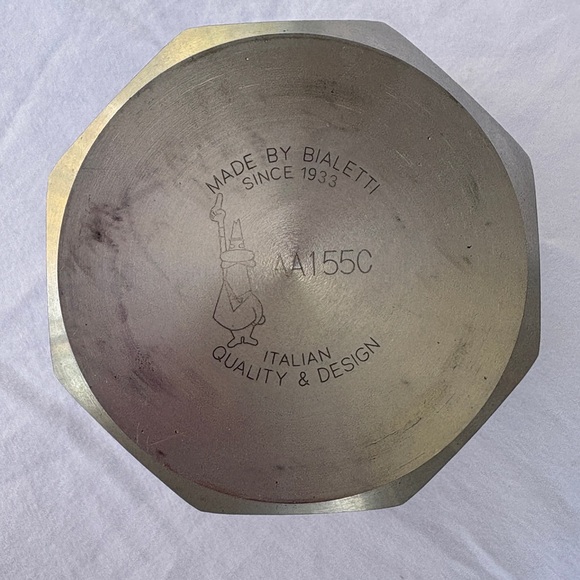 MADE BY BIALETTI
SINCE 1933
AA155C
ITALIAN
QUALITY & DESIGN